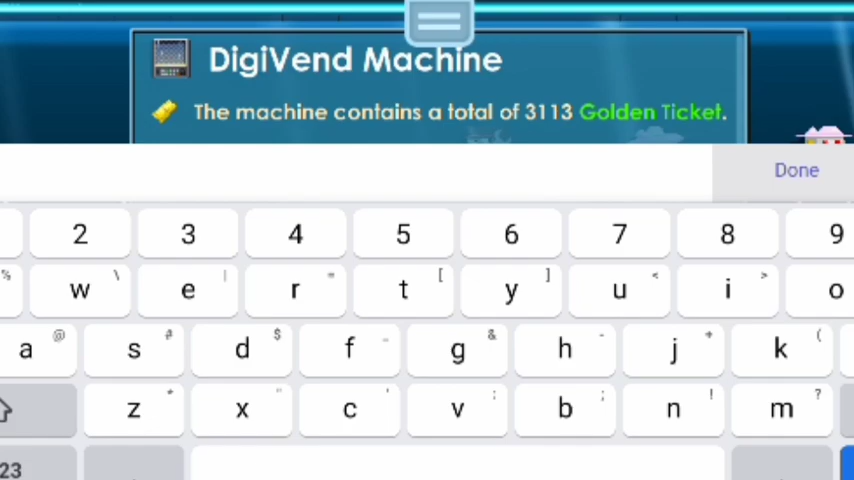 DigiVend Machine
The machine contains a total of 3113 Golden Ticket.
Done
2 3 4 5 6 7 8 9
% \ | = [ ] < >
w e r t y u i o
@ # $ & - + (
a s d f g h j k
* " ' : ; ! ?
z x c v b n m
23